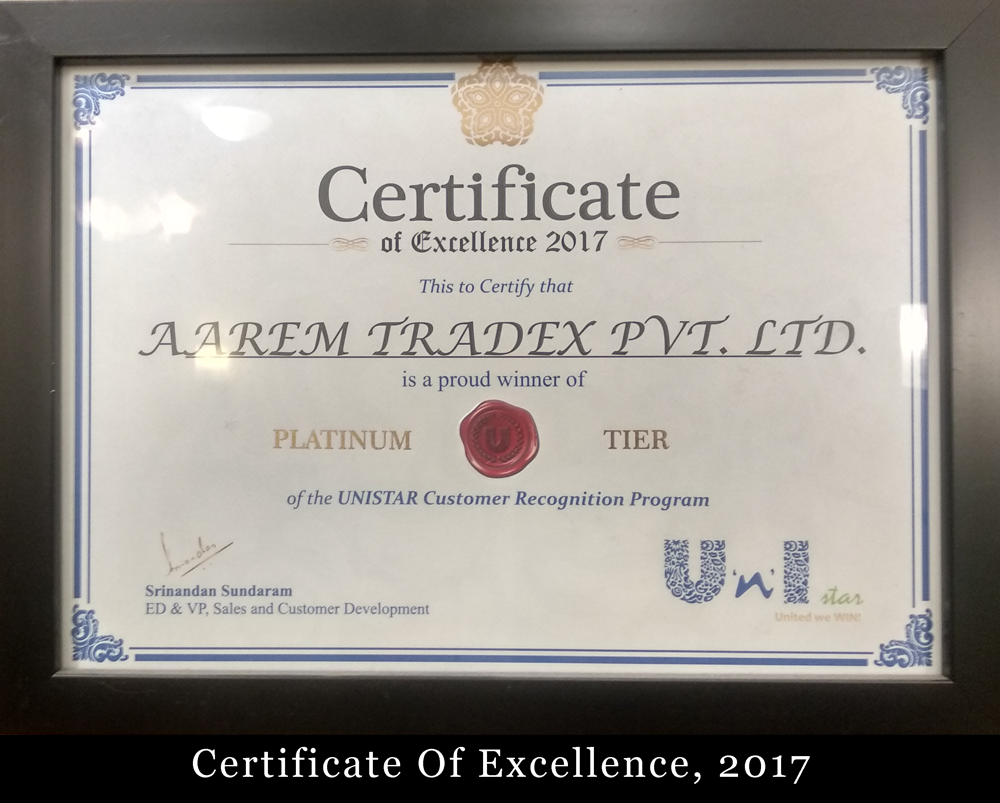 Certificate
of Excellence 2017
This to Certify that
AAREM TRADEX PVT. LTD.
is a proud winner of
PLATINUM U TIER
of the UNISTAR Customer Recognition Program
Srinandan Sundaram
ED & VP, Sales and Customer Development
U'n'I star
United we WIN!
Certificate Of Excellence, 2017